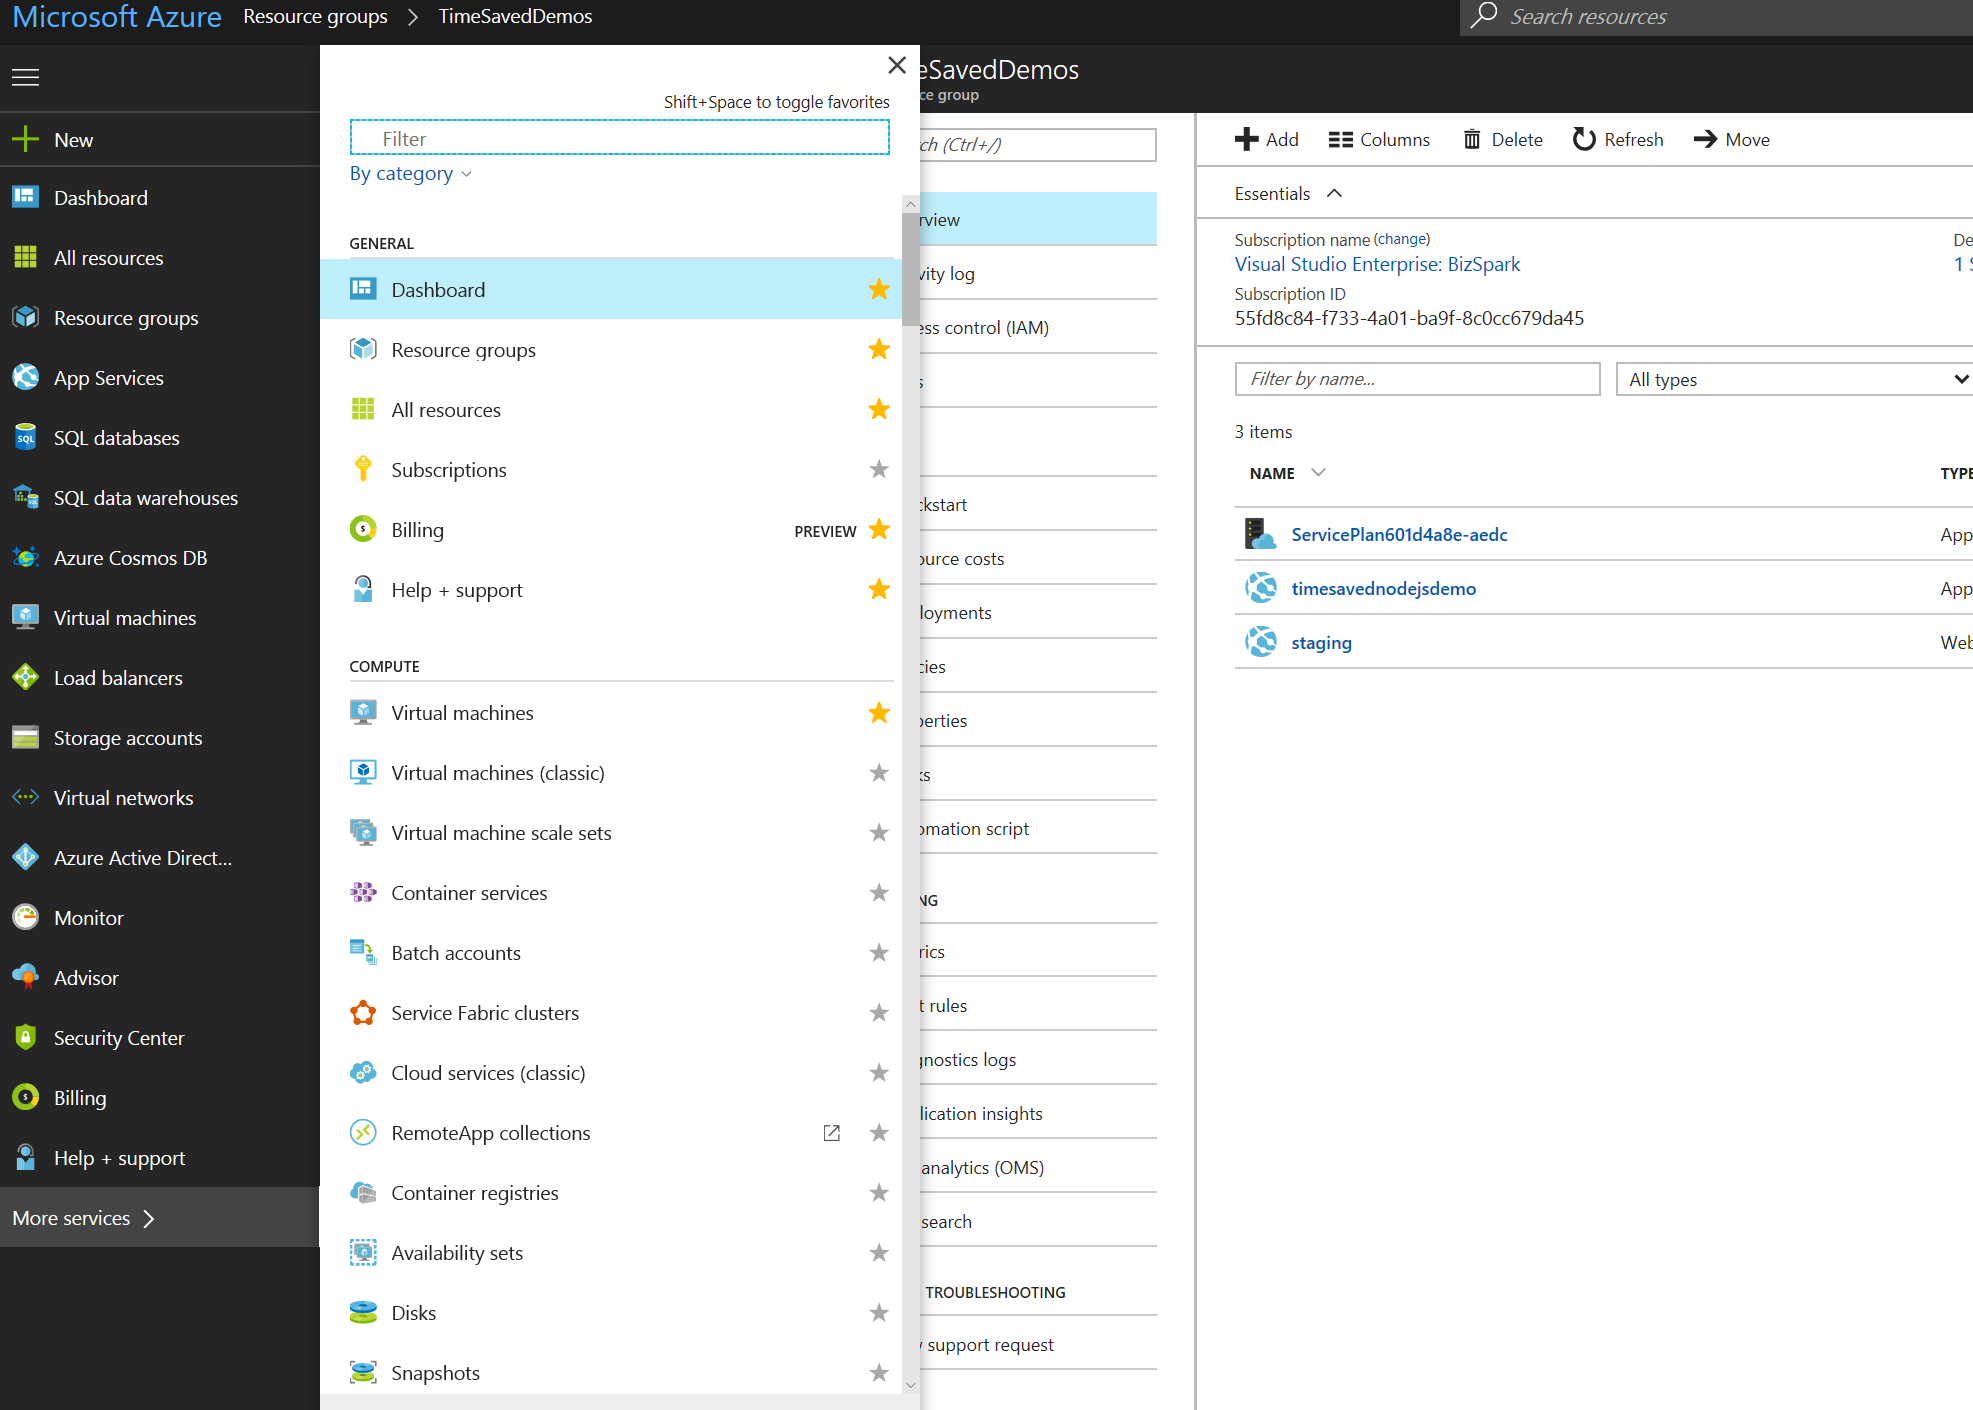 Microsoft Azure Resource groups > TimeSavedDemos
Search resources
New
Dashboard
All resources
Resource groups
App Services
SQL databases
SQL data warehouses
Azure Cosmos DB
Virtual machines
Load balancers
Storage accounts
Virtual networks
Azure Active Direct...
Monitor
Advisor
Security Center
Billing
Help + support
More services >
Shift+Space to toggle favorites
Filter
By category
GENERAL
Dashboard
Resource groups
All resources
Subscriptions
Billing PREVIEW
Help + support
COMPUTE
Virtual machines
Virtual machines (classic)
Virtual machine scale sets
Container services
Batch accounts
Service Fabric clusters
Cloud services (classic)
RemoteApp collections
Container registries
Availability sets
Disks
Snapshots
eSavedDemos
ce group
ch (Ctrl+/)
rview
vity log
ess control (IAM)
s
ckstart
ource costs
loyments
cies
perties
ks
omation script
NG
rics
t rules
gnostics logs
lication insights
analytics (OMS)
search
TROUBLESHOOTING
support request
Add Columns Delete Refresh Move
Essentials
Subscription name (change)
Visual Studio Enterprise: BizSpark
Subscription ID
55fd8c84-f733-4a01-ba9f-8c0cc679da45
De
1 S
Filter by name... All types
3 items
NAME TYPE
ServicePlan601d4a8e-aedc App
timesavednodejsdemo App
staging Web